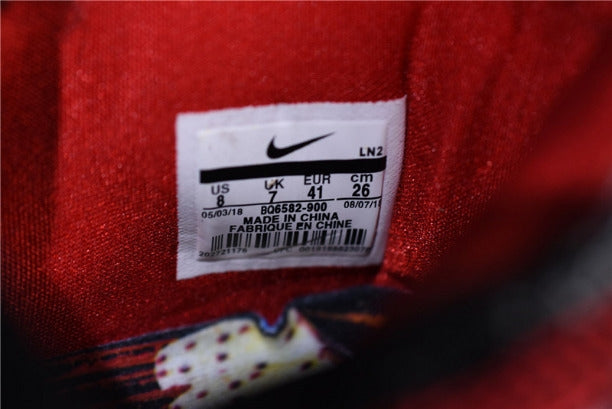 LN2
US UK EUR cm
8 7 41 26
05/03/18 BQ6582-900 08/07/18
MADE IN CHINA
FABRIQUE EN CHINE